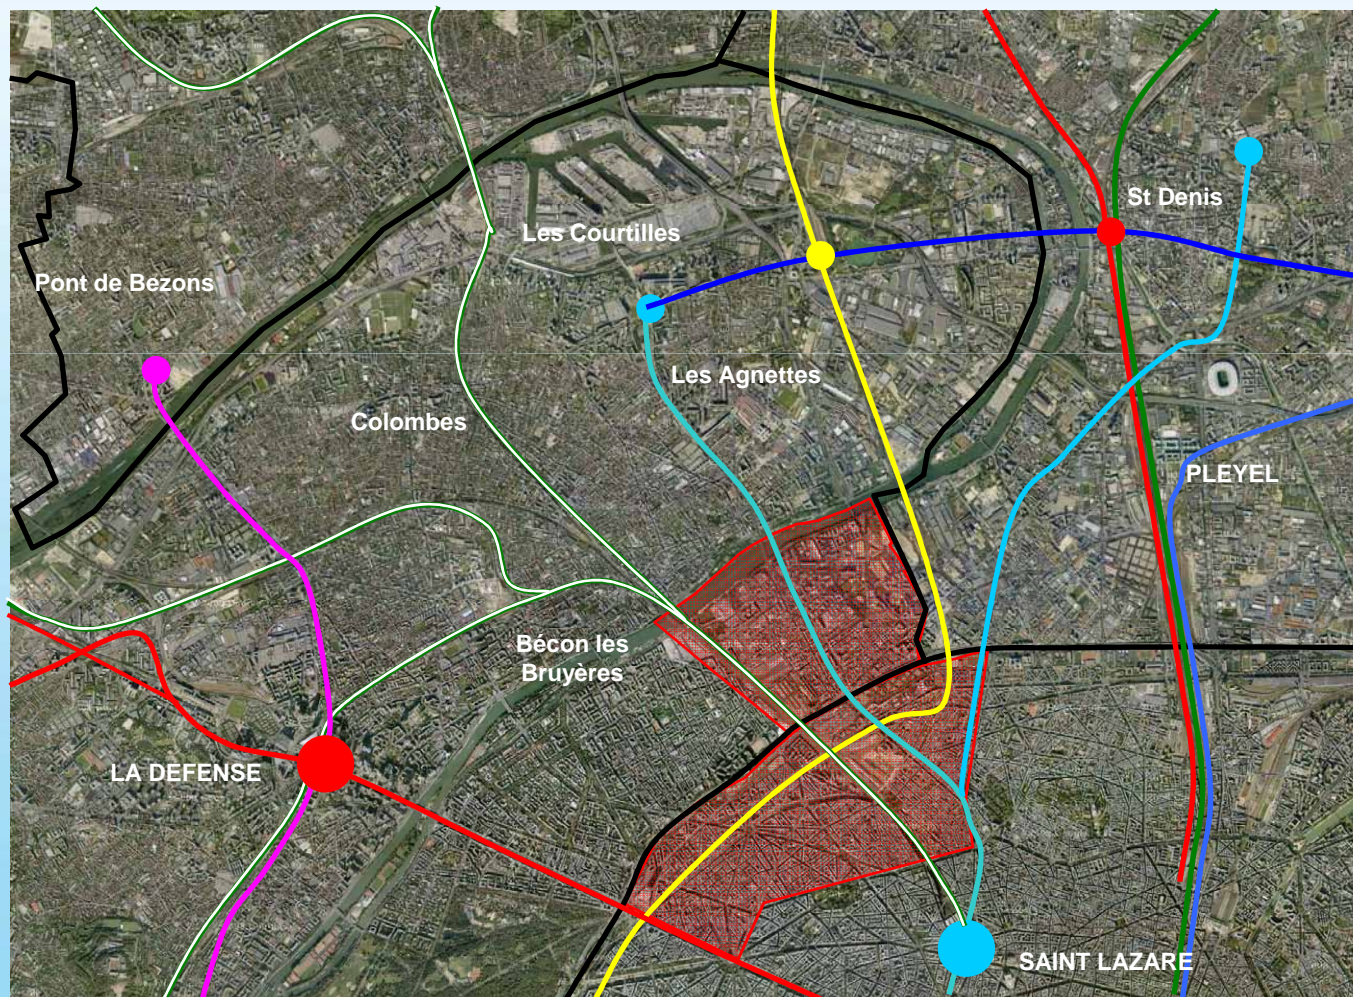 St Denis
Les Courtilles
Pont de Bezons
Les Agnettes
Colombes
PLEYEL
Bécon les
Bruyères
LA DEFENSE
SAINT LAZARE